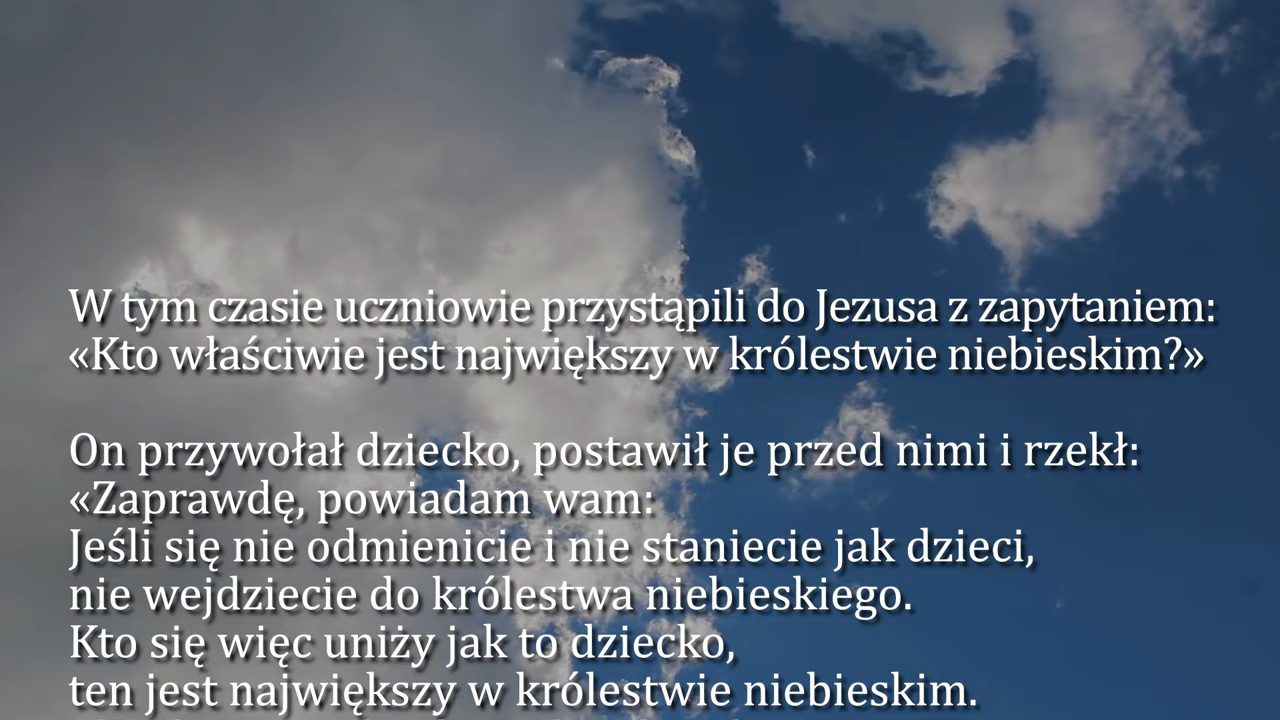 W tym czasie uczniowie przystąpili do Jezusa z zapytaniem:
«Kto właściwie jest największy w królestwie niebieskim?»
On przywołał dziecko, postawił je przed nimi i rzekł:
«Zaprawdę, powiadam wam:
Jeśli się nie odmienicie i nie staniecie jak dzieci,
nie wejdziecie do królestwa niebieskiego.
Kto się więc uniży jak to dziecko,
ten jest największy w królestwie niebieskim.